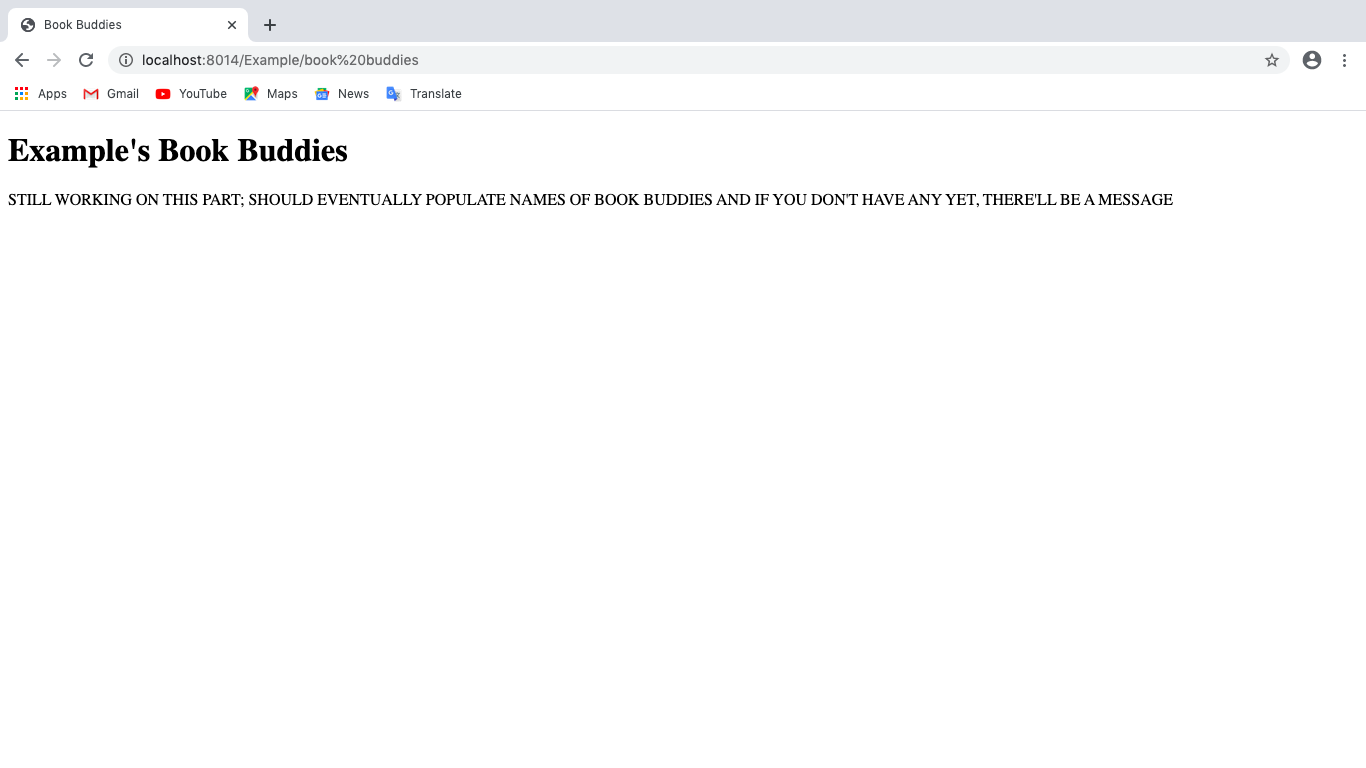 Book Buddies
localhost:8014/Example/book%20buddies
Apps Gmail YouTube Maps News Translate
Example's Book Buddies
STILL WORKING ON THIS PART; SHOULD EVENTUALLY POPULATE NAMES OF BOOK BUDDIES AND IF YOU DON'T HAVE ANY YET, THERE'LL BE A MESSAGE